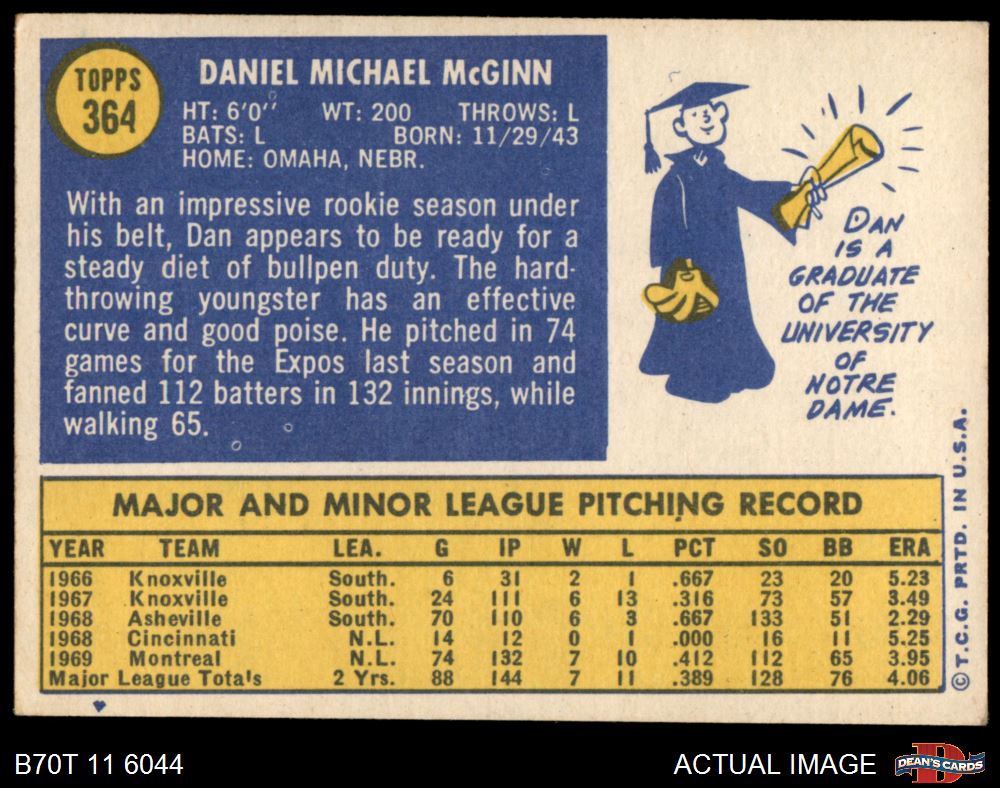 TOPPS
364
DANIEL MICHAEL McGINN
HT: 6'0'' WT: 200 THROWS: L
BATS: L BORN: 11/29/43
HOME: OMAHA, NEBR.
With an impressive rookie season under
his belt, Dan appears to be ready for a
steady diet of bullpen duty. The hard-
throwing youngster has an effective
curve and good poise. He pitched in 74
games for the Expos last season and
fanned 112 batters in 132 innings, while
walking 65.
DAN
IS A
GRADUATE
OF THE
UNIVERSITY
OF
NOTRE
DAME.
MAJOR AND MINOR LEAGUE PITCHING RECORD
YEAR TEAM LEA. G IP W L PCT SO BB ERA
1966 Knoxville South. 6 31 2 1 .667 23 20 5.23
1967 Knoxville South. 24 111 6 13 .316 73 57 3.49
1968 Asheville South. 70 110 6 3 .667 133 51 2.29
1968 Cincinnati N.L. 14 12 0 1 .000 16 11 5.25
1969 Montreal N.L. 74 132 7 10 .412 112 65 3.95
Major League Totals 2 Yrs. 88 144 7 11 .389 128 76 4.06
© T.C.G. PRTD. IN U.S.A.
B70T 11 6044
ACTUAL IMAGE
D
DEAN'S CARDS